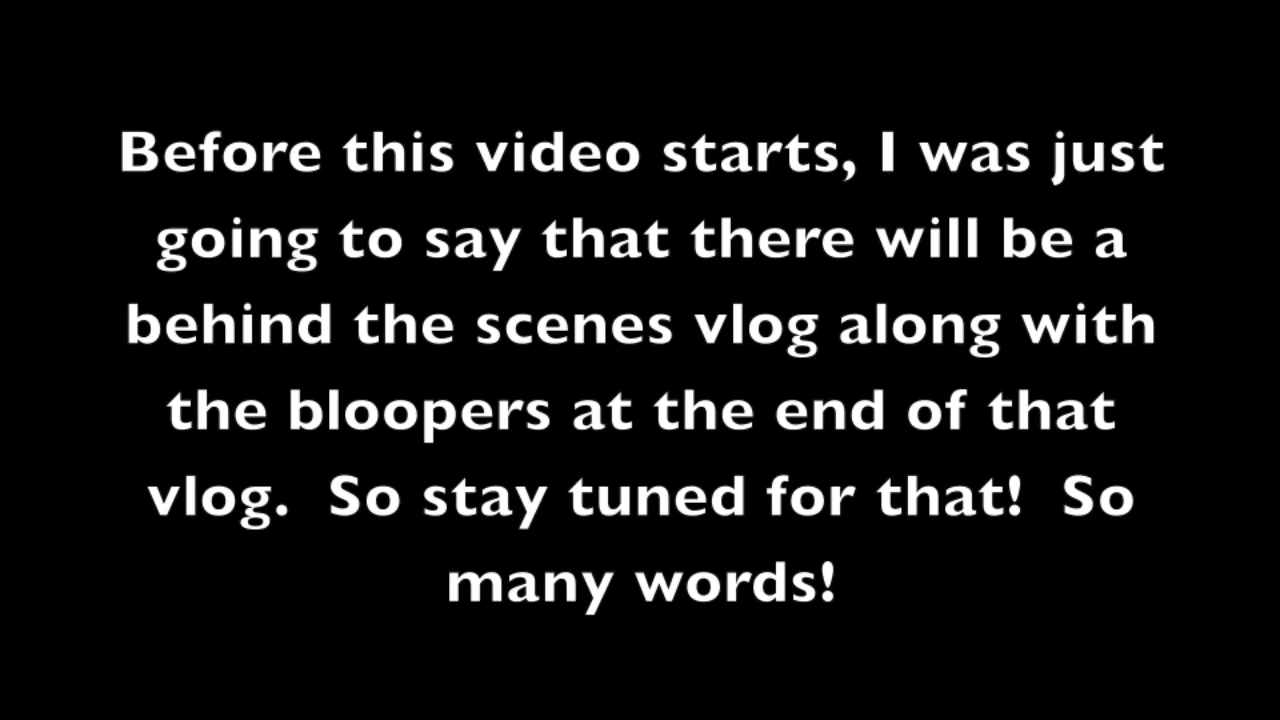 Before this video starts, I was just
going to say that there will be a
behind the scenes vlog along with
the bloopers at the end of that
vlog.  So stay tuned for that!  So
many words!